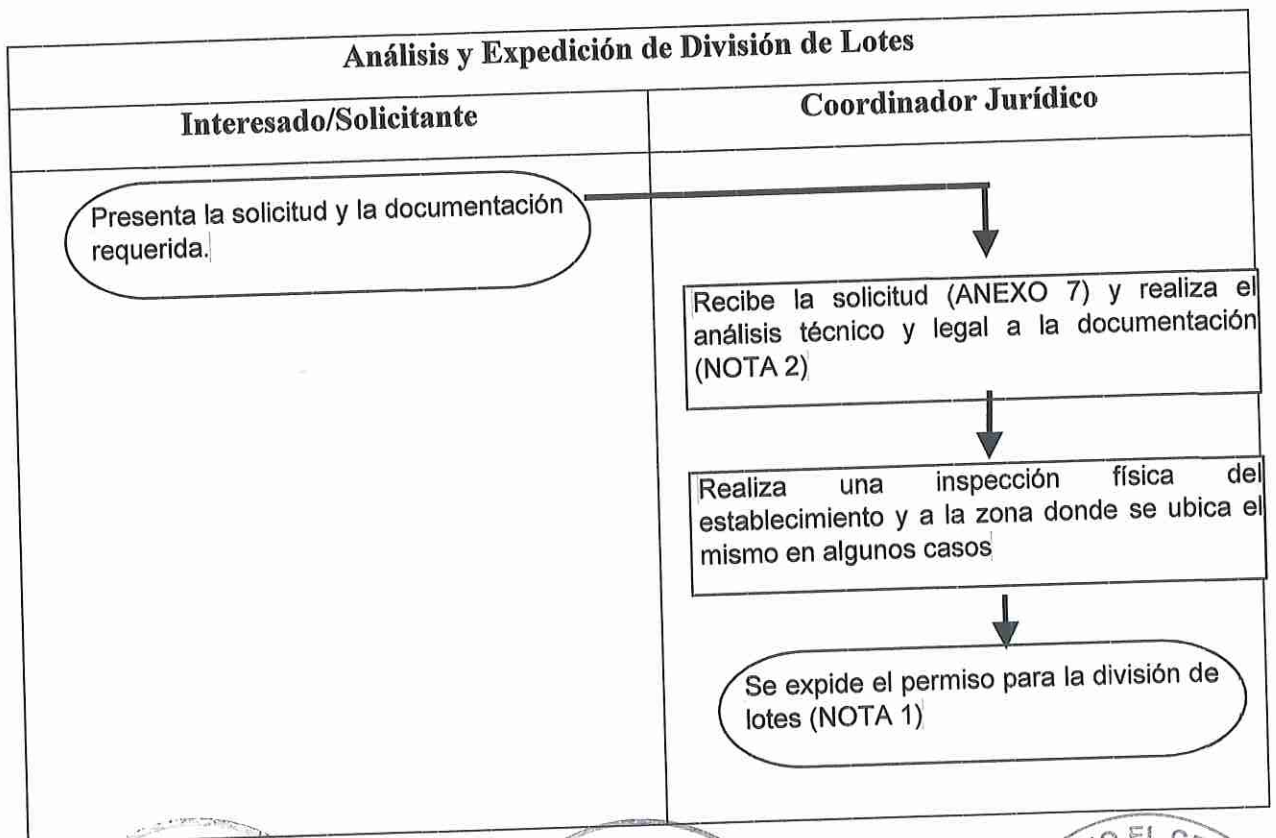 Análisis y Expedición de División de Lotes
Interesado/Solicitante
Coordinador Jurídico
Presenta la solicitud y la documentación
requerida.
Recibe la solicitud (ANEXO 7) y realiza el
análisis técnico y legal a la documentación
(NOTA 2)
Realiza una inspección física del
establecimiento y a la zona donde se ubica el
mismo en algunos casos
Se expide el permiso para la división de
lotes (NOTA 1)